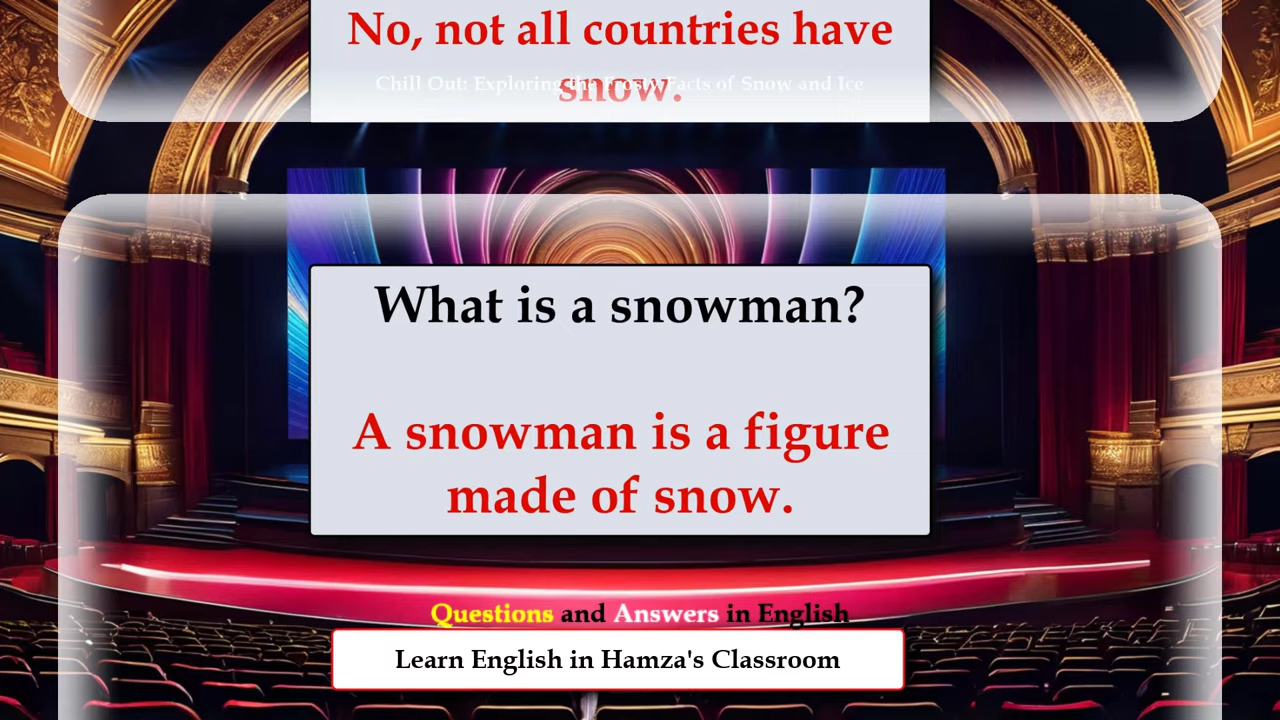 No, not all countries have
snow.
Chill Out: Exploring the Frosty Facts of Snow and Ice
What is a snowman?
A snowman is a figure
made of snow.
Questions and Answers in English
Learn English in Hamza's Classroom